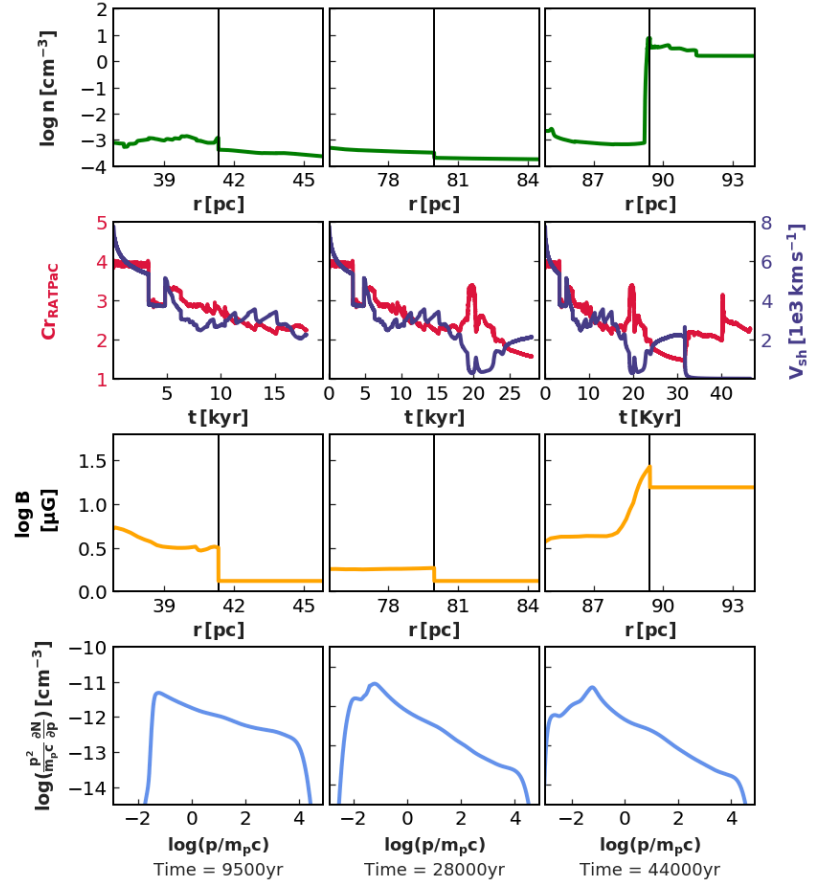 2
1
0
−1
−2
−3
−4
log n [cm⁻³]
39 42 45
78 81 84
87 90 93
r [pc] r [pc] r [pc]
5
4
3
2
1
Cr_RATPaC
8
6
4
2
V_sh [1e3 km s⁻¹]
5 10 15
0 5 10 15 20 25
0 10 20 30 40
t [kyr] t [kyr] t [Kyr]
1.5
1.0
0.5
0.0
log B
[µG]
39 42 45
78 81 84
87 90 93
r [pc] r [pc] r [pc]
−10
−11
−12
−13
−14
log(p²/m_pc ∂N/∂p) [cm⁻³]
−2 0 2 4
−2 0 2 4
−2 0 2 4
log(p/m_pc) log(p/m_pc) log(p/m_pc)
Time = 9500yr Time = 28000yr Time = 44000yr